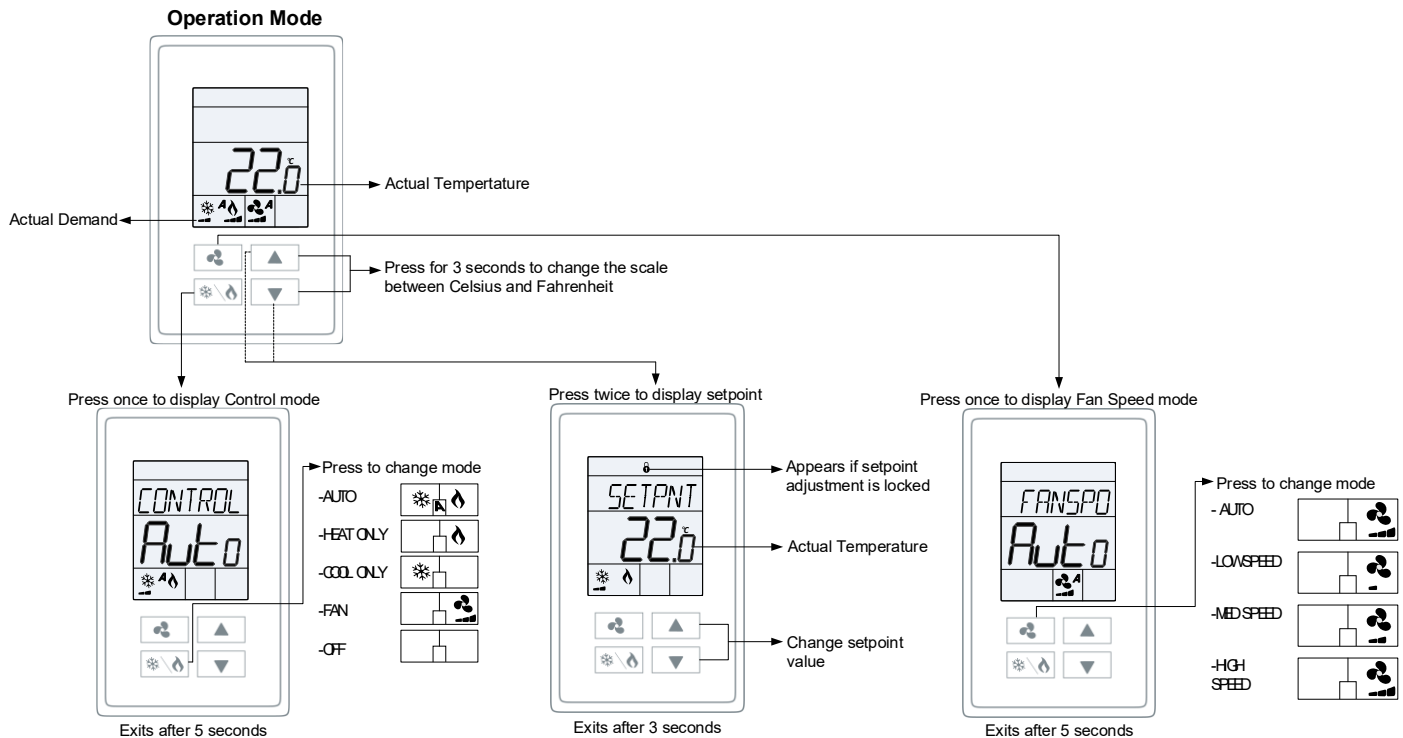 Operation Mode
22.0 °C
A A
Actual Tempertature
Actual Demand
Press for 3 seconds to change the scale
between Celsius and Fahrenheit
Press once to display Control mode
CONTROL
Auto
A
Press to change mode
-AUTO
A
-HEAT ONLY
-COOL ONLY
-FAN
-OFF
Exits after 5 seconds
Press twice to display setpoint
SETPNT
22.0 °C
Appears if setpoint
adjustment is locked
Actual Temperature
Change setpoint
value
Exits after 3 seconds
Press once to display Fan Speed mode
FANSPD
Auto
A
Press to change mode
- AUTO
-LOW SPEED
-MED SPEED
-HIGH
SPEED
Exits after 5 seconds